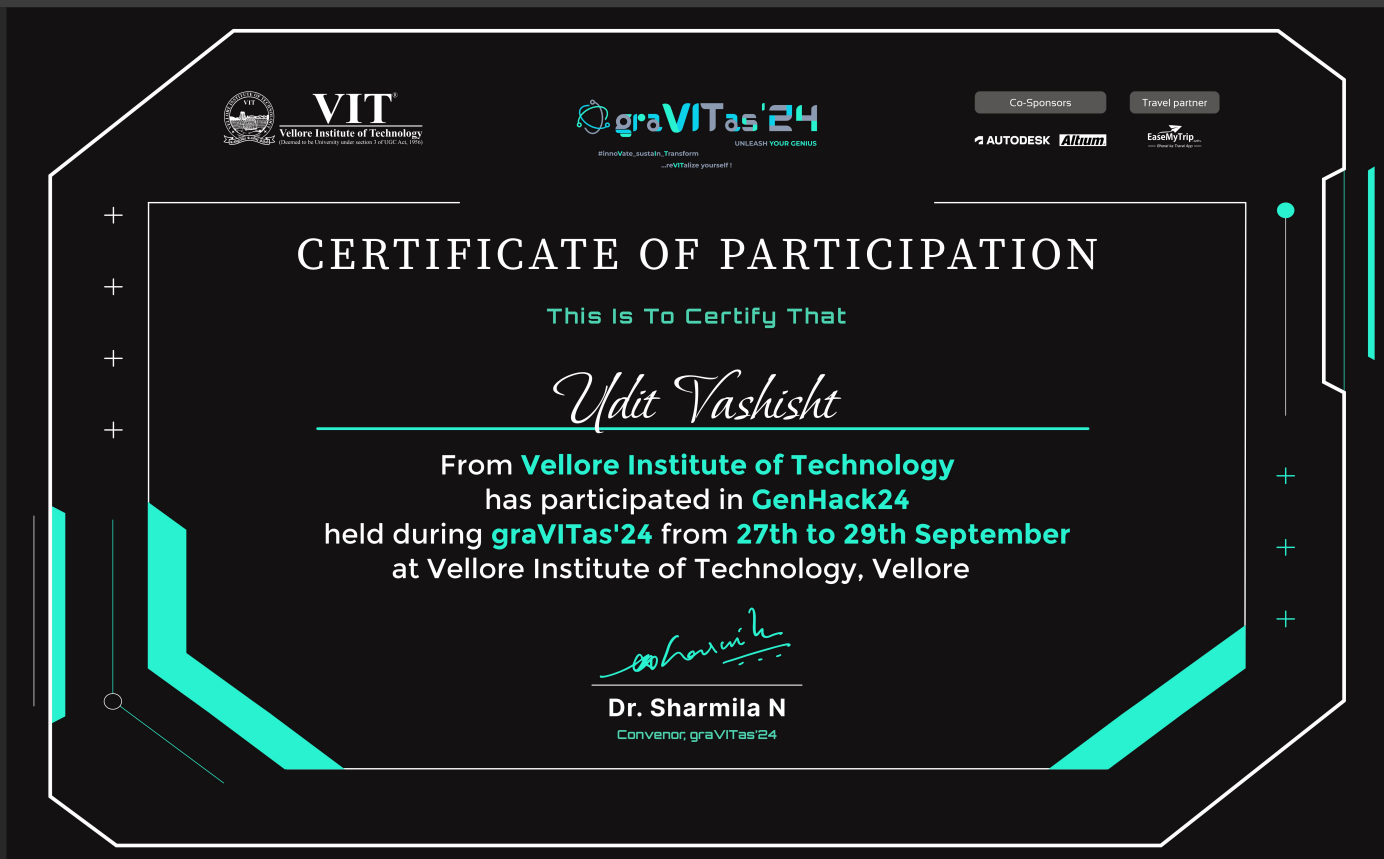 VIT®
Vellore Institute of Technology
(Deemed to be University under section 3 of UGC Act, 1956)
graVITas'24
UNLEASH YOUR GENIUS
#innoVate_sustaIn_Transform
...reVITalize yourself !
Co-Sponsors
Travel partner
AUTODESK
Altium
EaseMyTrip.com
CERTIFICATE OF PARTICIPATION
This Is To Certify That
Udit Vashisht
From Vellore Institute of Technology
has participated in GenHack24
held during graVITas'24 from 27th to 29th September
at Vellore Institute of Technology, Vellore
Dr. Sharmila N
Convenor, graVITas'24